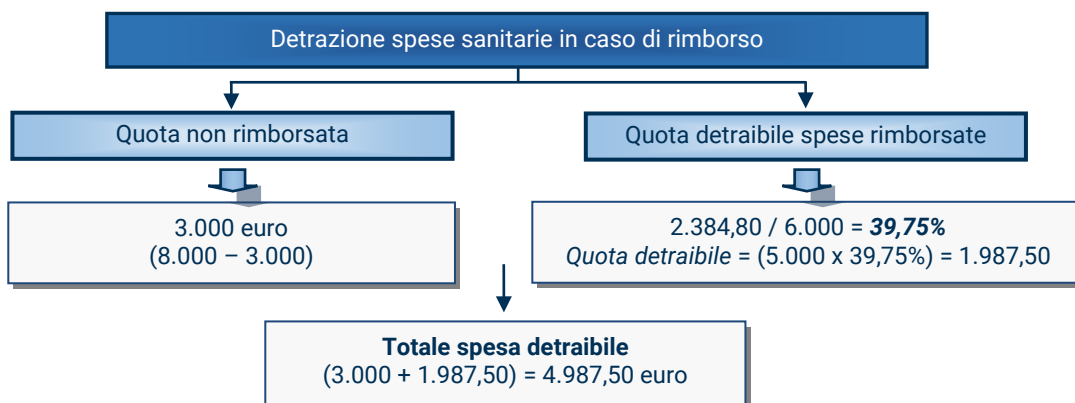 Detrazione spese sanitarie in caso di rimborso
Quota non rimborsata
Quota detraibile spese rimborsate
3.000 euro
(8.000 – 3.000)
2.384,80 / 6.000 = 39,75%
Quota detraibile = (5.000 x 39,75%) = 1.987,50
Totale spesa detraibile
(3.000 + 1.987,50) = 4.987,50 euro